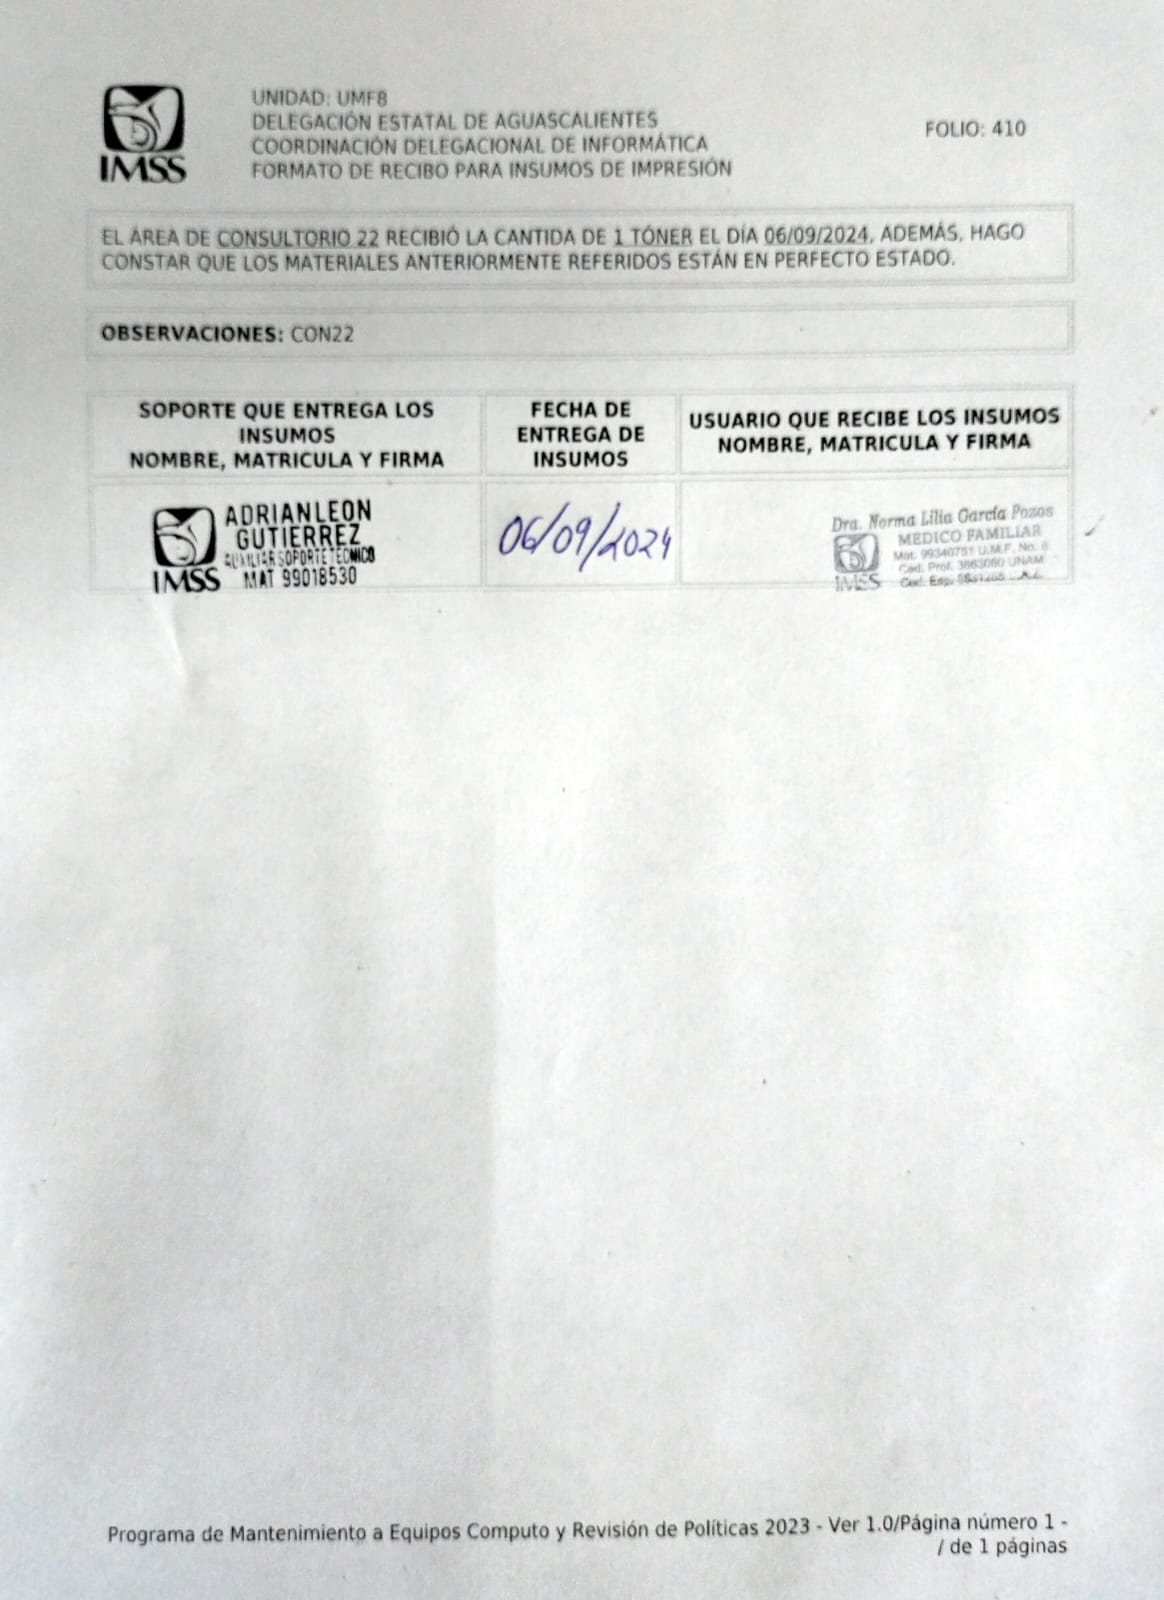 IMSS
UNIDAD: UMF8
DELEGACIÓN ESTATAL DE AGUASCALIENTES
COORDINACIÓN DELEGACIONAL DE INFORMÁTICA
FORMATO DE RECIBO PARA INSUMOS DE IMPRESIÓN
FOLIO: 410
EL ÁREA DE CONSULTORIO 22 RECIBIÓ LA CANTIDA DE 1 TÓNER EL DÍA 06/09/2024, ADEMÁS, HAGO
CONSTAR QUE LOS MATERIALES ANTERIORMENTE REFERIDOS ESTÁN EN PERFECTO ESTADO.
OBSERVACIONES: CON22
SOPORTE QUE ENTREGA LOS
INSUMOS
NOMBRE, MATRICULA Y FIRMA
FECHA DE
ENTREGA DE
INSUMOS
USUARIO QUE RECIBE LOS INSUMOS
NOMBRE, MATRICULA Y FIRMA
ADRIAN LEON
GUTIERREZ
AUXILIAR SOPORTE TECNICO
IMSS MAT 99018530
06/09/2024
Dra. Norma Lilia García Pozos
MEDICO FAMILIAR
Mat. 99340751 U.M.F. No. 8
Ced. Prof. 3663060 UNAM
IMSS Ced. Esp.
Programa de Mantenimiento a Equipos Computo y Revisión de Políticas 2023 - Ver 1.0/Página número 1 -
/ de 1 páginas